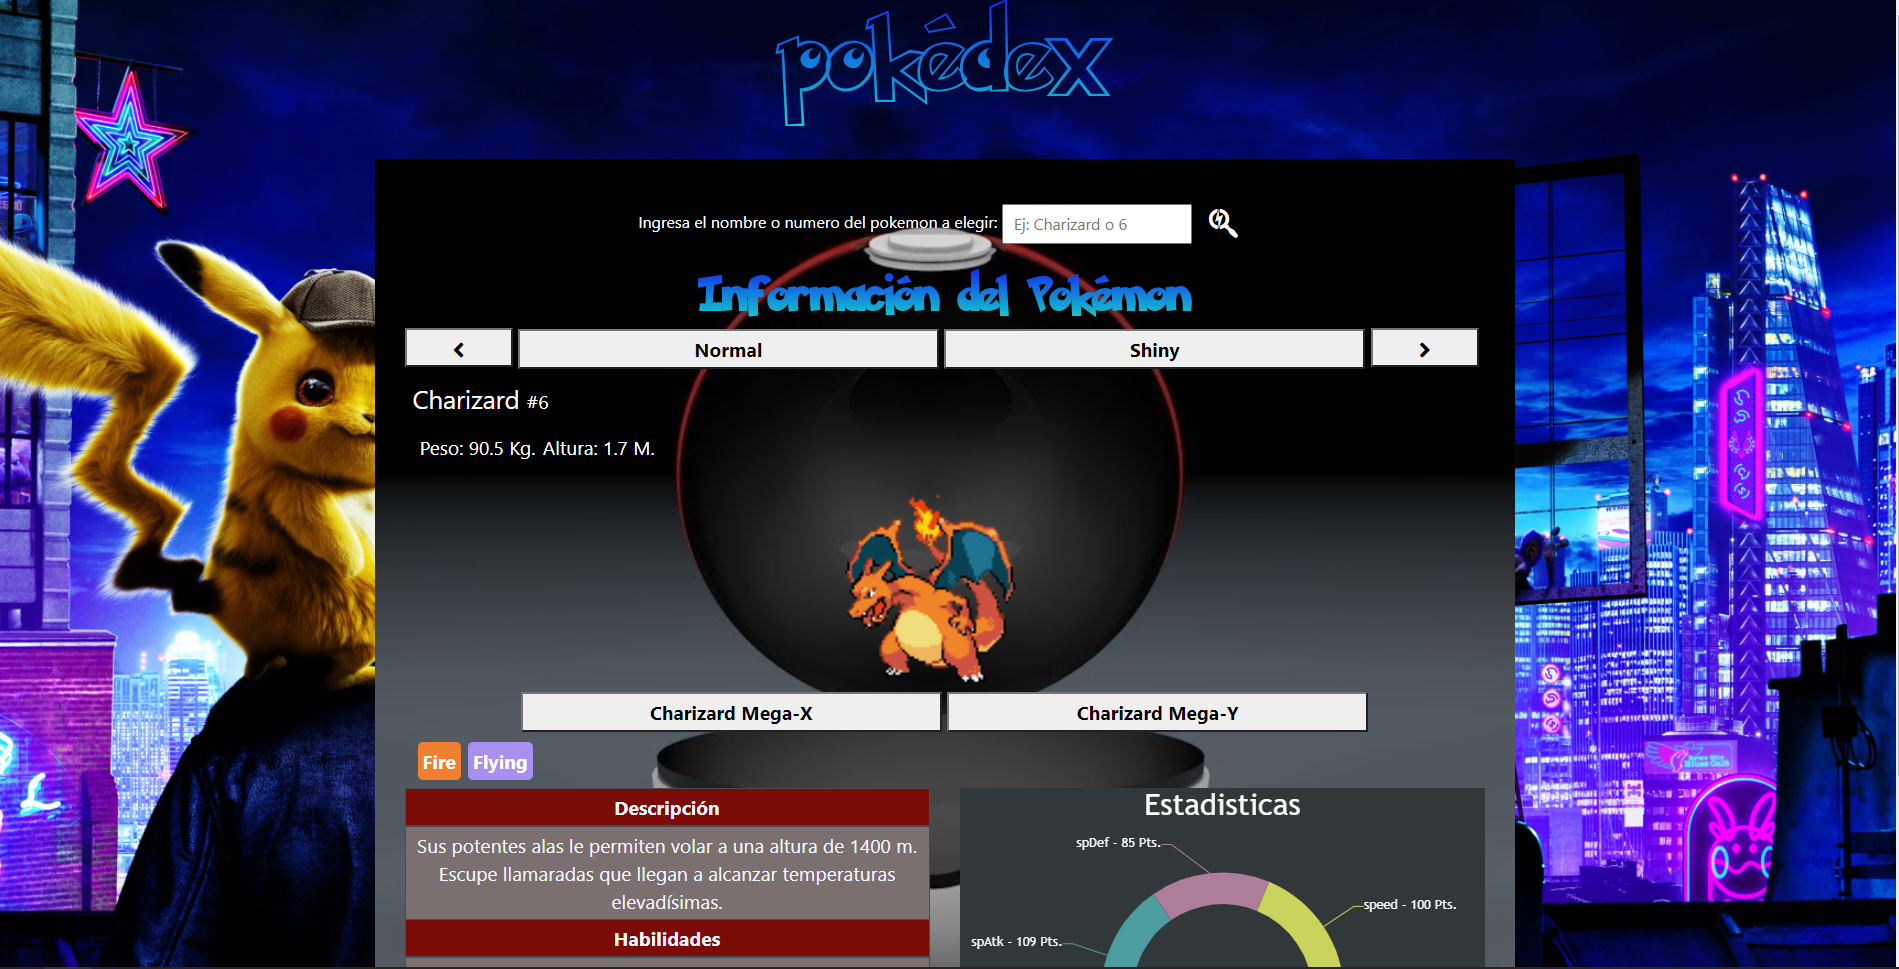 pokédex
Ingresa el nombre o numero del pokemon a elegir:
Ej: Charizard o 6
Información del Pokémon
Normal
Shiny
Charizard #6
Peso: 90.5 Kg. Altura: 1.7 M.
Charizard Mega-X
Charizard Mega-Y
Fire
Flying
Descripción
Sus potentes alas le permiten volar a una altura de 1400 m.
Escupe llamaradas que llegan a alcanzar temperaturas
elevadísimas.
Habilidades
Estadisticas
spDef - 85 Pts.
speed - 100 Pts.
spAtk - 109 Pts.